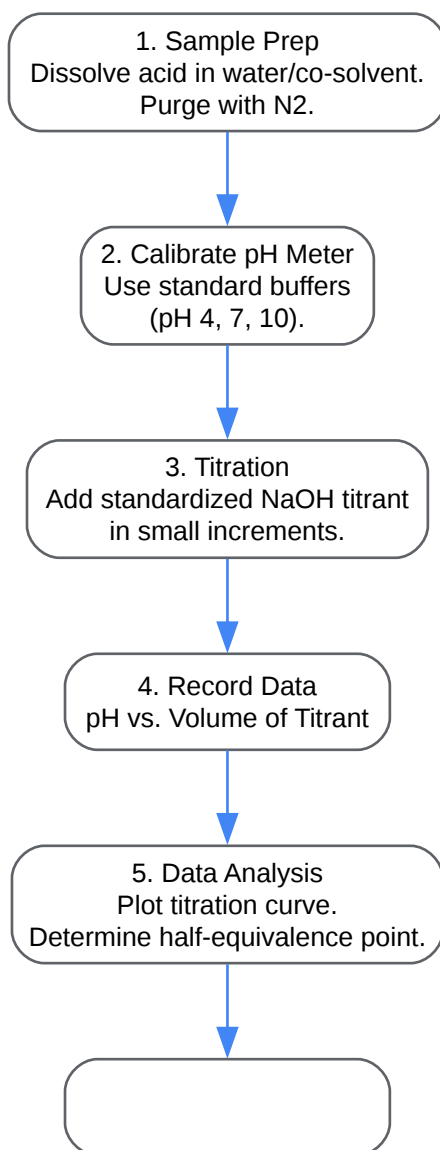 1. Sample Prep
Dissolve acid in water/co-solvent.
Purge with N2.
2. Calibrate pH Meter
Use standard buffers
(pH 4, 7, 10).
3. Titration
Add standardized NaOH titrant
in small increments.
4. Record Data
pH vs. Volume of Titrant
5. Data Analysis
Plot titration curve.
Determine half-equivalence point.